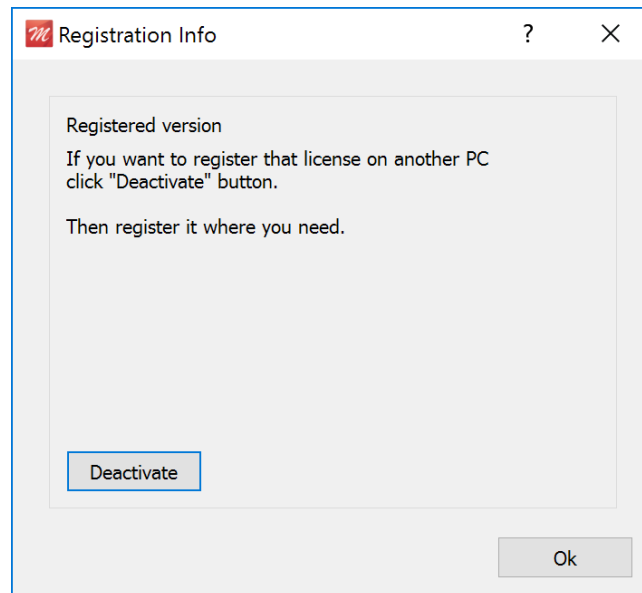 m Registration Info ?
Registered version
If you want to register that license on another PC
click "Deactivate" button.
Then register it where you need.
Deactivate
Ok